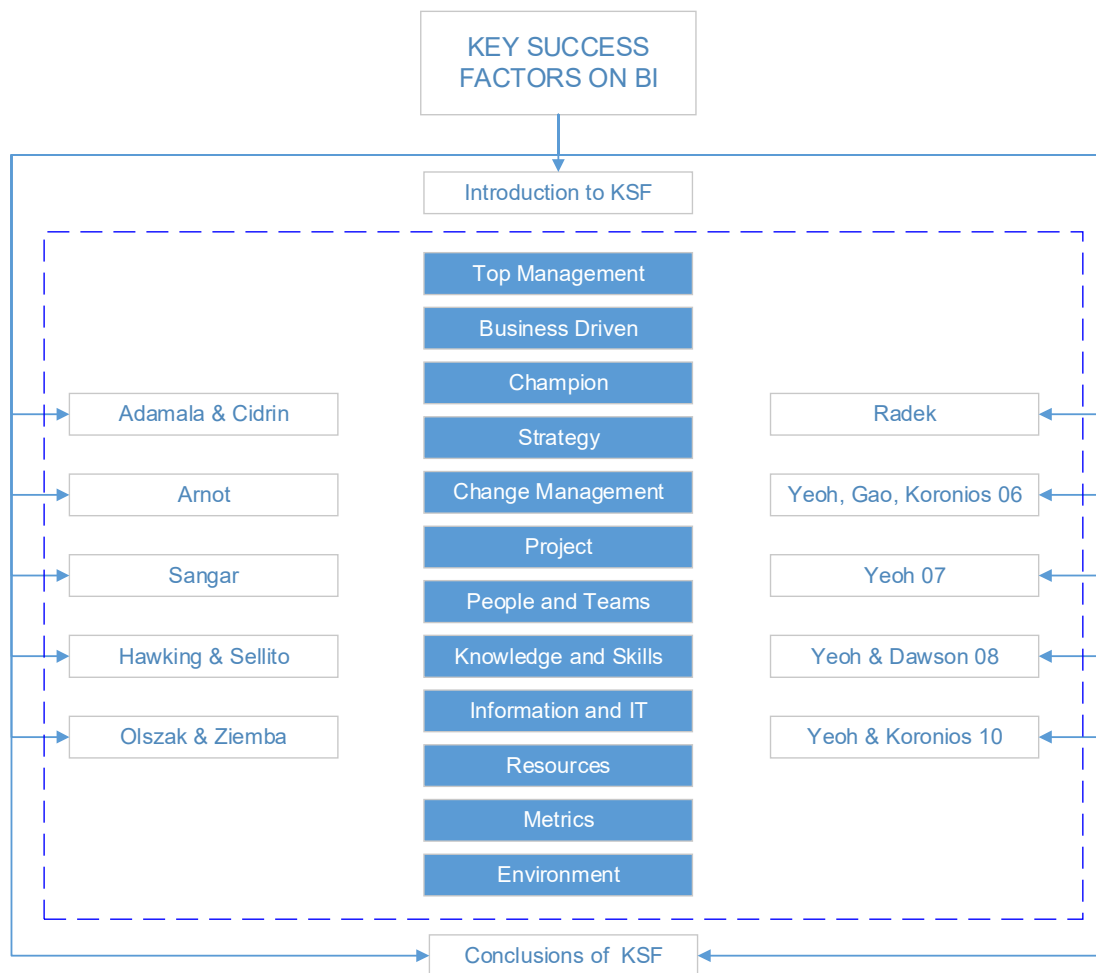 KEY SUCCESS
FACTORS ON BI
Introduction to KSF
Top Management
Business Driven
Champion
Strategy
Change Management
Project
People and Teams
Knowledge and Skills
Information and IT
Resources
Metrics
Environment
Adamala & Cidrin
Arnot
Sangar
Hawking & Sellito
Olszak & Ziemba
Radek
Yeoh, Gao, Koronios 06
Yeoh 07
Yeoh & Dawson 08
Yeoh & Koronios 10
Conclusions of KSF